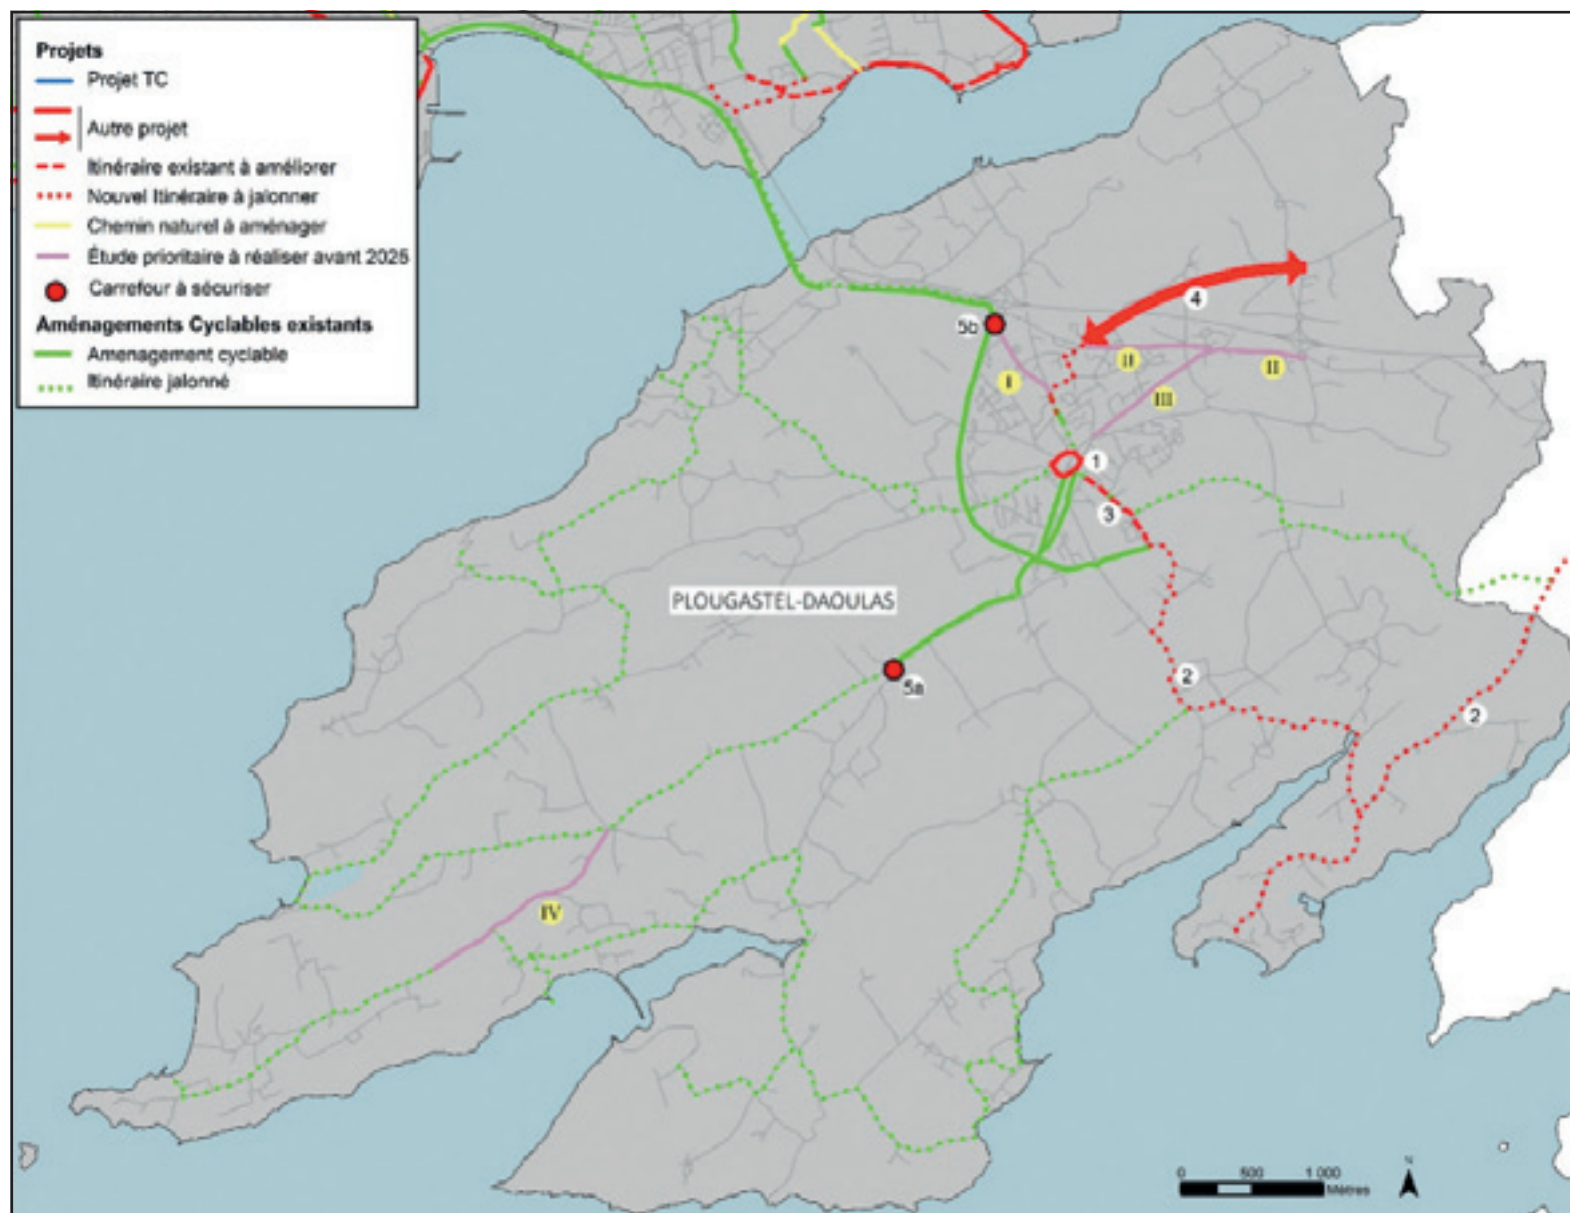 Projets
Projet TC
Autre projet
Itinéraire existant à améliorer
Nouvel Itinéraire à jalonner
Chemin naturel à aménager
Étude prioritaire à réaliser avant 2025
Carrefour à sécuriser
Aménagements Cyclables existants
Amenagement cyclable
Itinéraire jalonné
4
5b
II
II
I
III
1
3
PLOUGASTEL-DAOULAS
2
5a
2
IV
N
0 500 1 000
Mètres